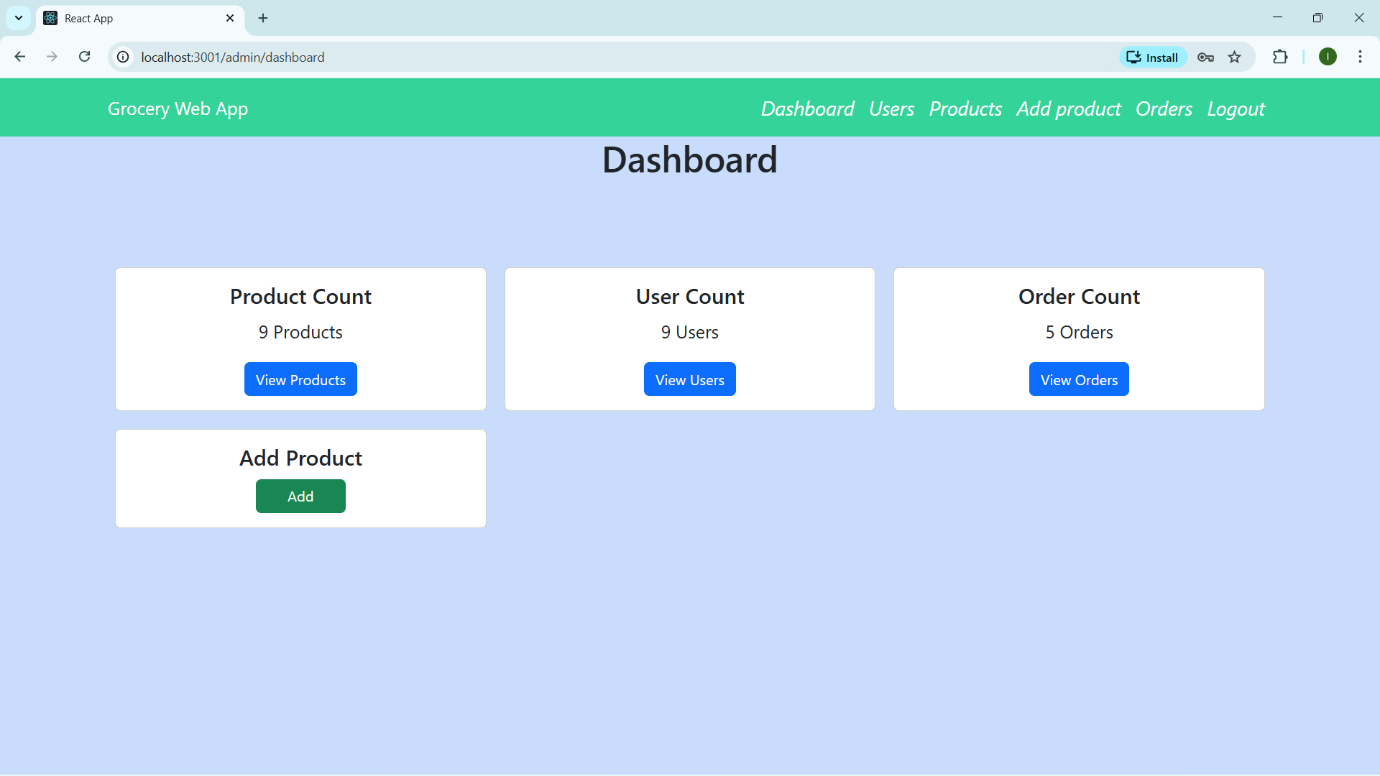 React App
localhost:3001/admin/dashboard
Install
I
Grocery Web App
Dashboard Users Products Add product Orders Logout
Dashboard
Product Count
9 Products
View Products
User Count
9 Users
View Users
Order Count
5 Orders
View Orders
Add Product
Add